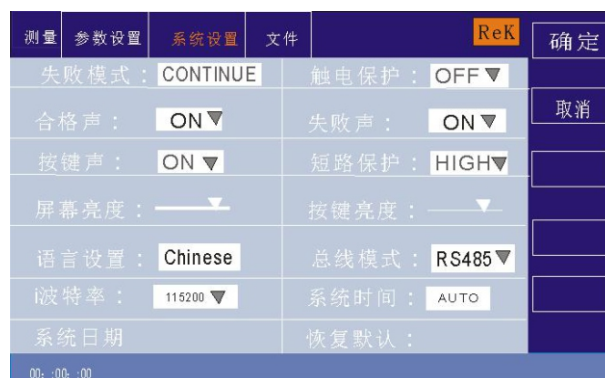 测量 参数设置 系统设置 文件 ReK 确定
失败模式： CONTINUE 触电保护： OFF▼
取消
合格声： ON▼ 失败声： ON▼
按键声： ON▼ 短路保护： HIGH▼
屏幕亮度： 按键亮度：
语言设置： Chinese 总线模式： RS485▼
波特率： 115200▼ 系统时间： AUTO
系统日期 恢复默认：
00: :00: :00